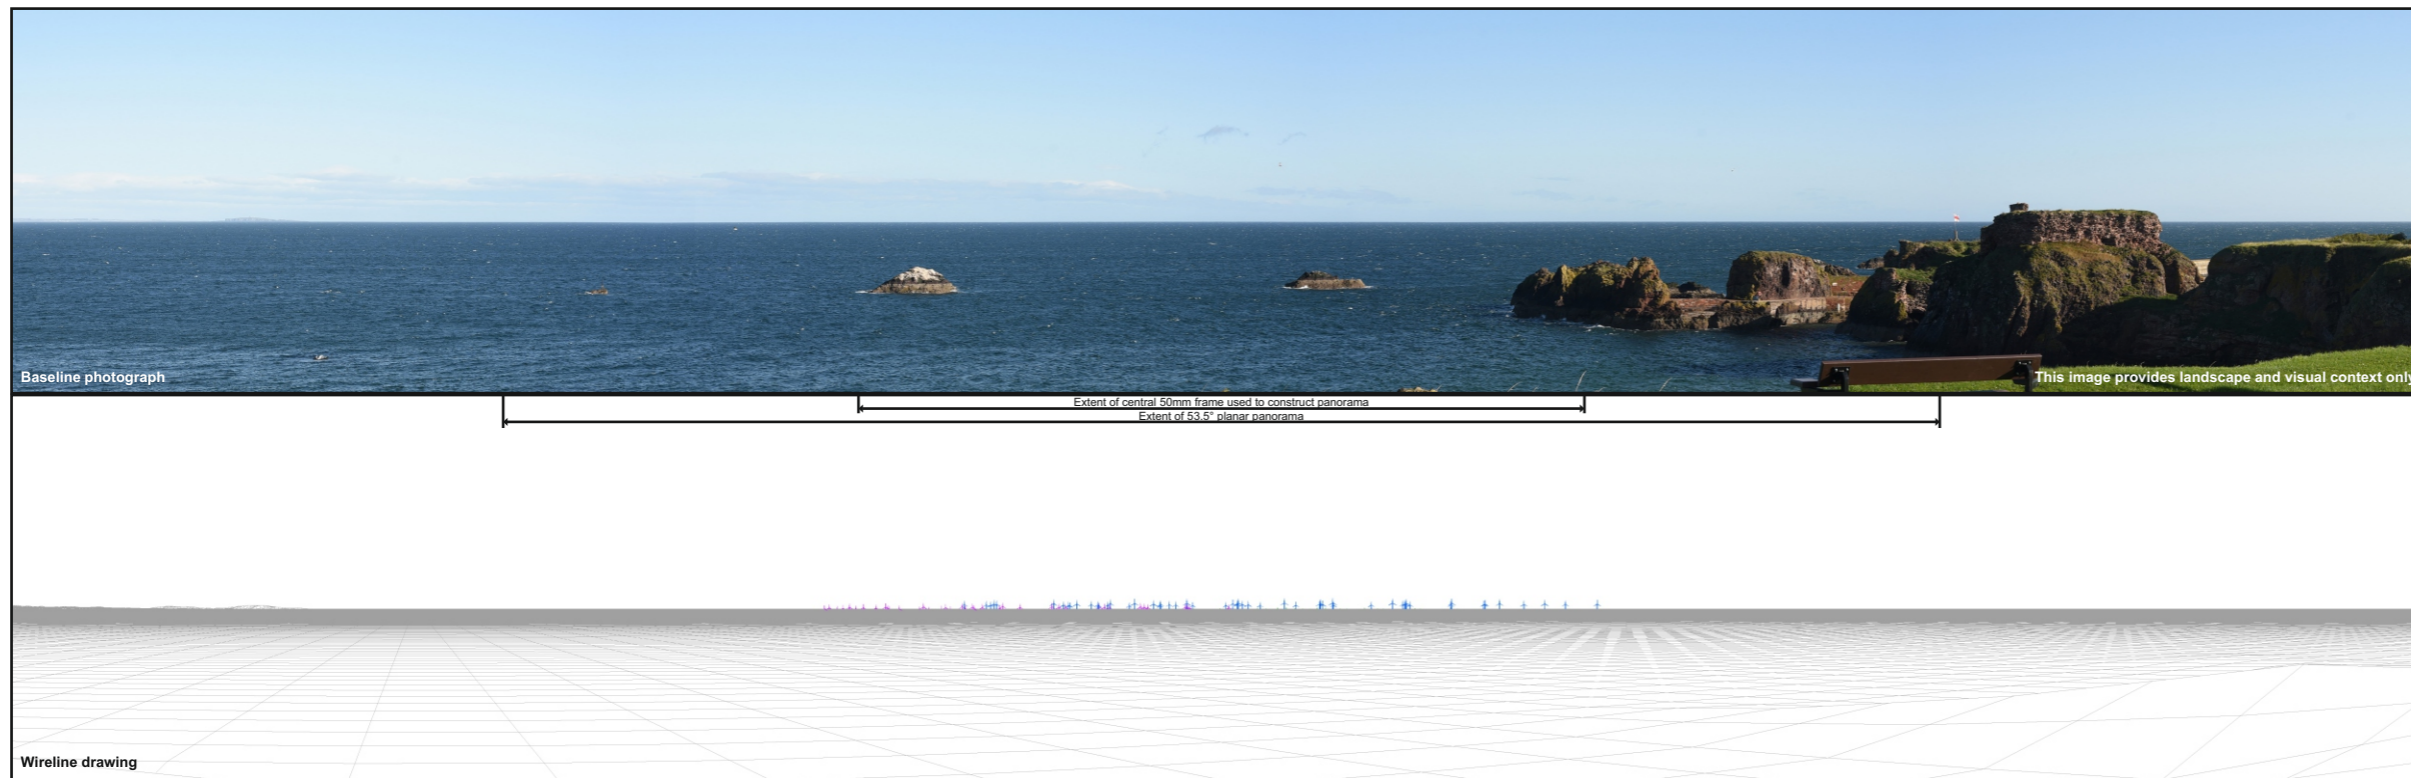 Baseline photograph
This image provides landscape and visual context only
Extent of central 50mm frame used to construct panorama
Extent of 53.5° planar panorama
Wireline drawing